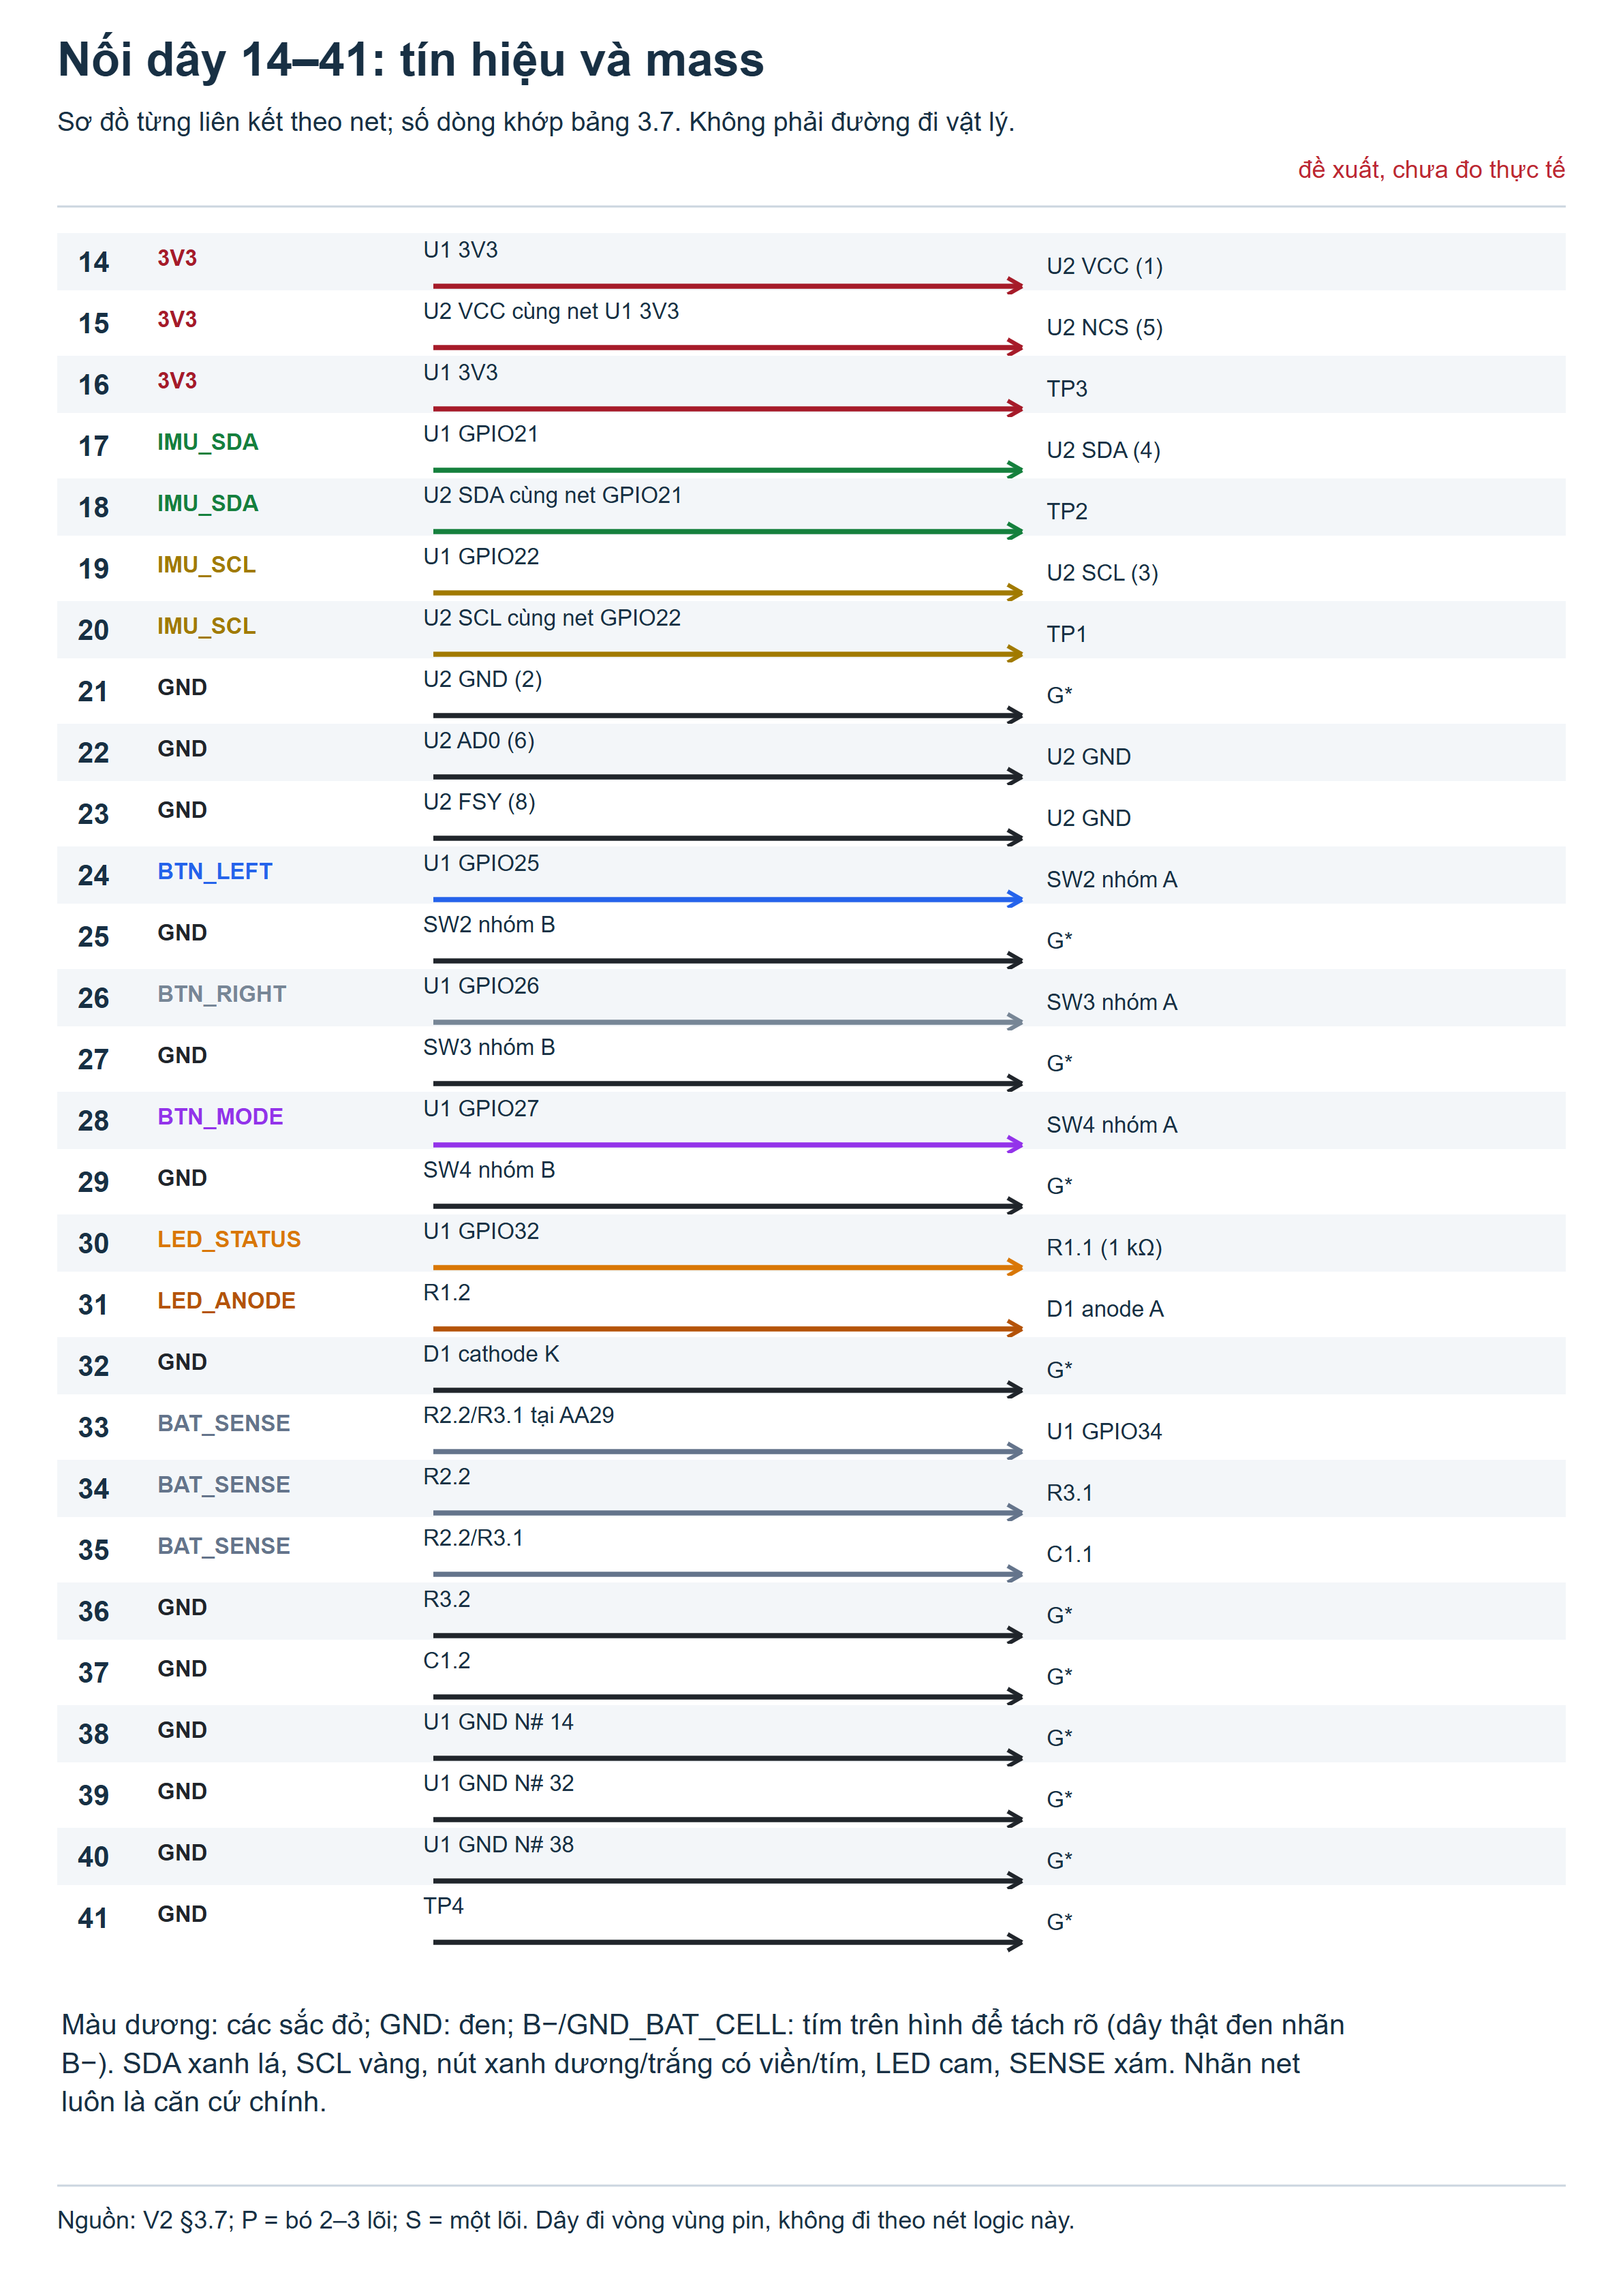 Nối dây 14–41: tín hiệu và mass
Sơ đồ từng liên kết theo net; số dòng khớp bảng 3.7. Không phải đường đi vật lý.
đề xuất, chưa đo thực tế
14 3V3 U1 3V3 U2 VCC (1)
15 3V3 U2 VCC cùng net U1 3V3 U2 NCS (5)
16 3V3 U1 3V3 TP3
17 IMU_SDA U1 GPIO21 U2 SDA (4)
18 IMU_SDA U2 SDA cùng net GPIO21 TP2
19 IMU_SCL U1 GPIO22 U2 SCL (3)
20 IMU_SCL U2 SCL cùng net GPIO22 TP1
21 GND U2 GND (2) G*
22 GND U2 AD0 (6) U2 GND
23 GND U2 FSY (8) U2 GND
24 BTN_LEFT U1 GPIO25 SW2 nhóm A
25 GND SW2 nhóm B G*
26 BTN_RIGHT U1 GPIO26 SW3 nhóm A
27 GND SW3 nhóm B G*
28 BTN_MODE U1 GPIO27 SW4 nhóm A
29 GND SW4 nhóm B G*
30 LED_STATUS U1 GPIO32 R1.1 (1 kΩ)
31 LED_ANODE R1.2 D1 anode A
32 GND D1 cathode K G*
33 BAT_SENSE R2.2/R3.1 tại AA29 U1 GPIO34
34 BAT_SENSE R2.2 R3.1
35 BAT_SENSE R2.2/R3.1 C1.1
36 GND R3.2 G*
37 GND C1.2 G*
38 GND U1 GND N# 14 G*
39 GND U1 GND N# 32 G*
40 GND U1 GND N# 38 G*
41 GND TP4 G*
Màu dương: các sắc đỏ; GND: đen; B−/GND_BAT_CELL: tím trên hình để tách rõ (dây thật đen nhãn
B−). SDA xanh lá, SCL vàng, nút xanh dương/trắng có viền/tím, LED cam, SENSE xám. Nhãn net
luôn là căn cứ chính.
Nguồn: V2 §3.7; P = bó 2–3 lõi; S = một lõi. Dây đi vòng vùng pin, không đi theo nét logic này.